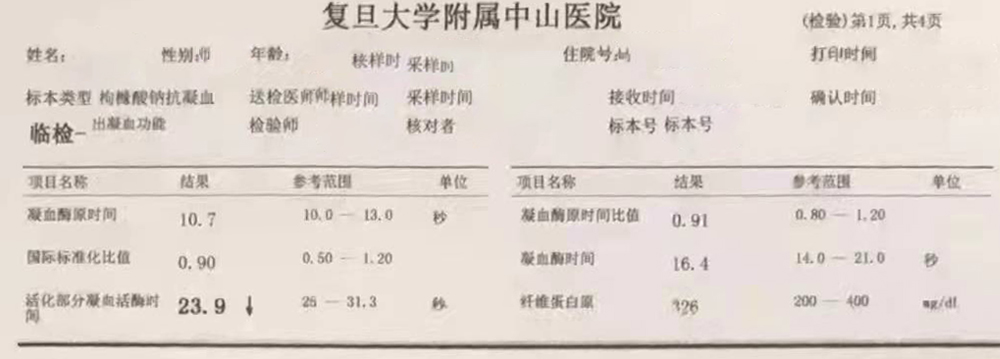 复旦大学附属中山医院
(检验)第1页,共4页
姓名: 性别: 年龄: 核样时 采样时 住院号: 打印时间
标本类型 枸橼酸钠抗凝血 送检医师 样时间 采样时间 接收时间 确认时间
临检- 出凝血功能 检验师 核对者 标本号 标本号
项目名称 结果 参考范围 单位 项目名称 结果 参考范围 单位
凝血酶原时间 10.7 10.0 — 13.0 秒 凝血酶原时间比值 0.91 0.80 — 1.20
国际标准化比值 0.90 0.50 — 1.20 凝血酶时间 16.4 14.0 — 21.0 秒
活化部分凝血活酶时间 23.9 ↓ 25 — 31.3 秒 纤维蛋白原 326 200 — 400 mg/dl